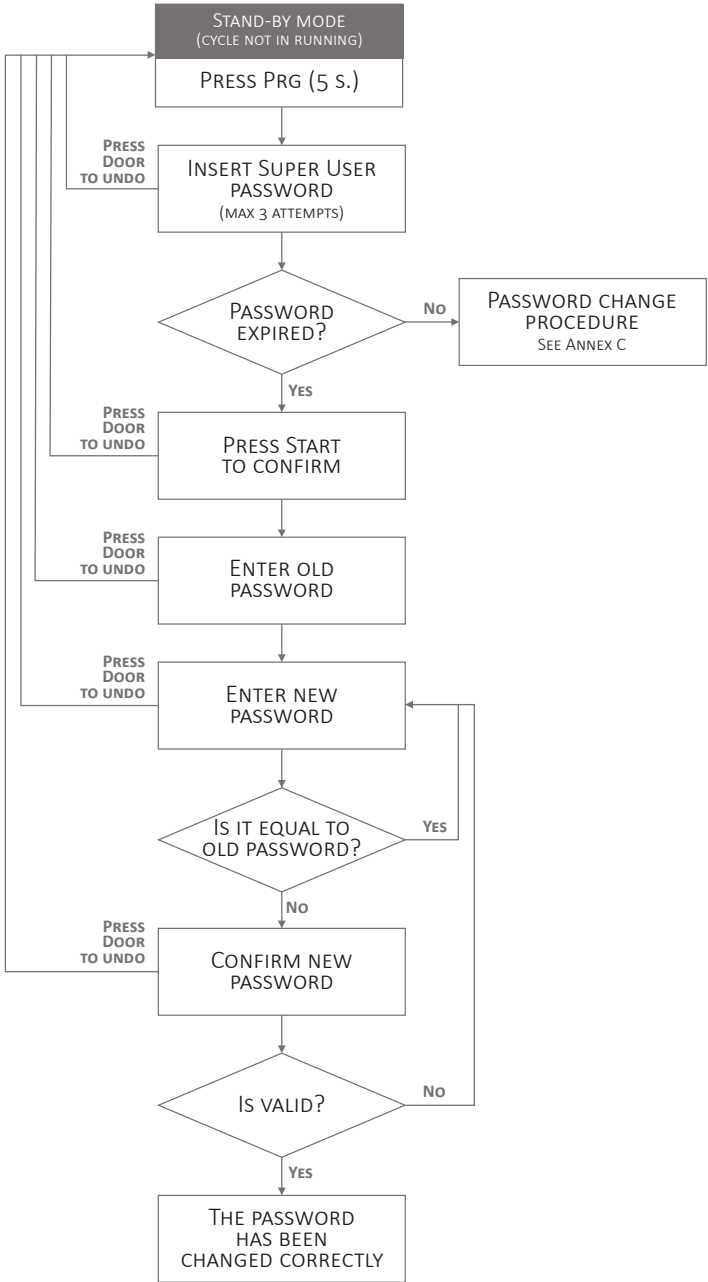 Stand-by mode
(cycle not in running)
Press Prg (5 s.)
Press
Door
to undo
Insert Super User
password
(max 3 attempts)
Password
expired?
No
Password change
procedure
See Annex C
Yes
Press
Door
to undo
Press Start
to confirm
Press
Door
to undo
Enter old
password
Press
Door
to undo
Enter new
password
Is it equal to
old password?
Yes
No
Press
Door
to undo
Confirm new
password
Is valid?
No
Yes
The password
has been
changed correctly